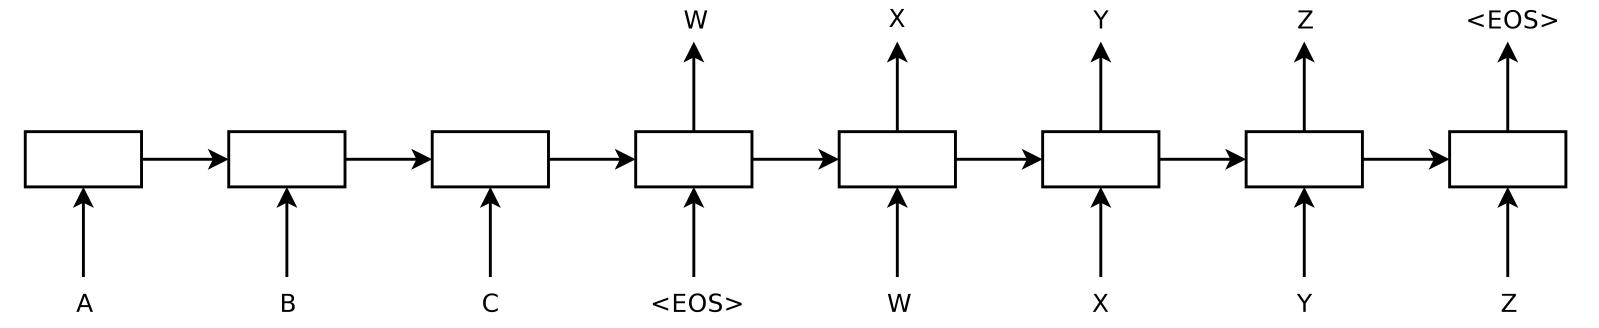 W X Y Z <EOS>
A B C <EOS> W X Y Z